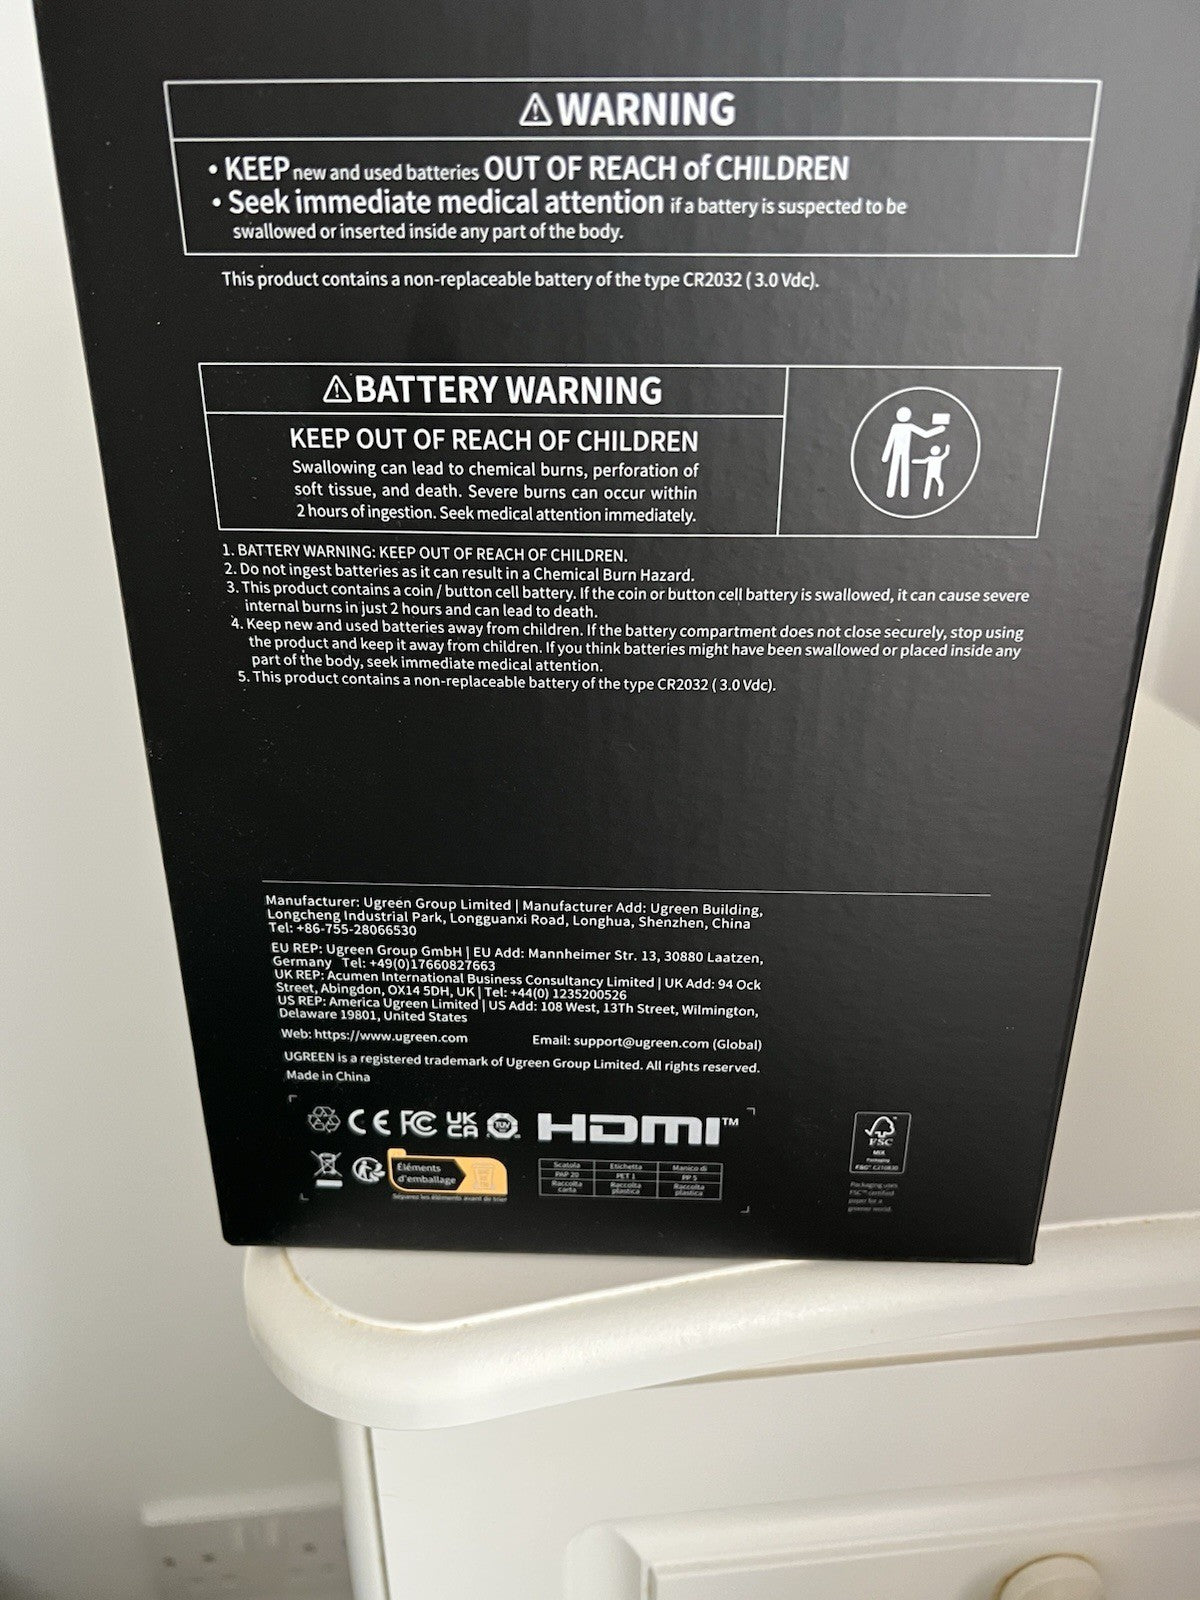 ⚠WARNING
• KEEP new and used batteries OUT OF REACH of CHILDREN
• Seek immediate medical attention if a battery is suspected to be
swallowed or inserted inside any part of the body.
This product contains a non-replaceable battery of the type CR2032 ( 3.0 Vdc).
⚠BATTERY WARNING
KEEP OUT OF REACH OF CHILDREN
Swallowing can lead to chemical burns, perforation of
soft tissue, and death. Severe burns can occur within
2 hours of ingestion. Seek medical attention immediately.
1. BATTERY WARNING: KEEP OUT OF REACH OF CHILDREN.
2. Do not ingest batteries as it can result in a Chemical Burn Hazard.
3. This product contains a coin / button cell battery. If the coin or button cell battery is swallowed, it can cause severe
internal burns in just 2 hours and can lead to death.
4. Keep new and used batteries away from children. If the battery compartment does not close securely, stop using
the product and keep it away from children. If you think batteries might have been swallowed or placed inside any
part of the body, seek immediate medical attention.
5. This product contains a non-replaceable battery of the type CR2032 ( 3.0 Vdc).
Manufacturer: Ugreen Group Limited | Manufacturer Add: Ugreen Building,
Longcheng Industrial Park, Longguanxi Road, Longhua, Shenzhen, China
Tel: +86-755-28066530
EU REP: Ugreen Group GmbH | EU Add: Mannheimer Str. 13, 30880 Laatzen,
Germany Tel: +49(0)17660827663
UK REP: Acumen International Business Consultancy Limited | UK Add: 94 Ock
Street, Abingdon, OX14 5DH, UK | Tel: +44(0) 1235200526
US REP: America Ugreen Limited | US Add: 108 West, 13Th Street, Wilmington,
Delaware 19801, United States
Web: https://www.ugreen.com Email: support@ugreen.com (Global)
UGREEN is a registered trademark of Ugreen Group Limited. All rights reserved.
Made in China
CE FC UK CA TÜV HDMI™
FSC
MIX
Packaging
Éléments
d'emballage
Séparez les éléments avant de trier
Scatola Etichetta Manico di
PAP 20 PET 1 PP 5
Raccolta Raccolta Raccolta
carta plastica plastica
Packaging uses
FSC™ certified
paper for a
greener world.